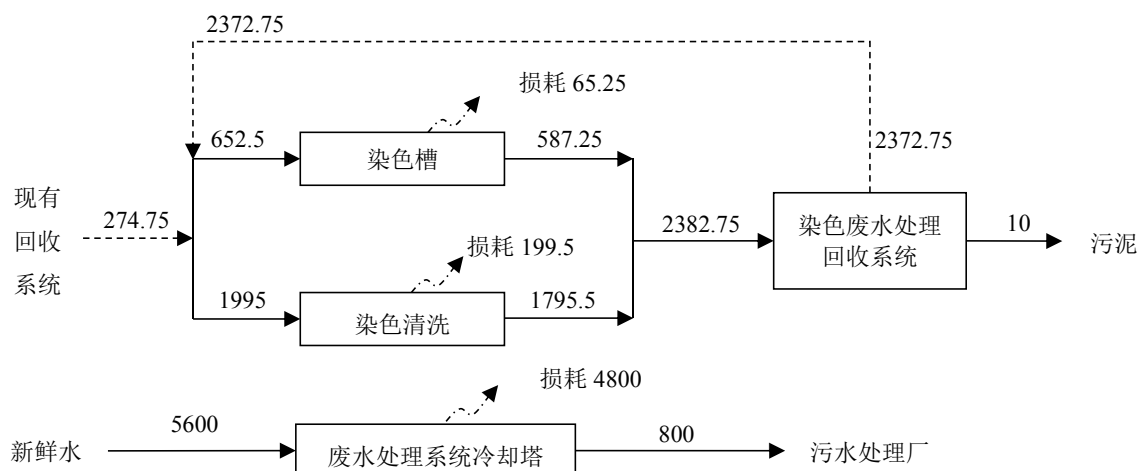 2372.75
损耗 65.25
652.5
染色槽
587.25
2372.75
现有
回收
系统
274.75
2382.75
染色废水处理
回收系统
10
污泥
损耗 199.5
1995
染色清洗
1795.5
损耗 4800
新鲜水
5600
废水处理系统冷却塔
800
污水处理厂